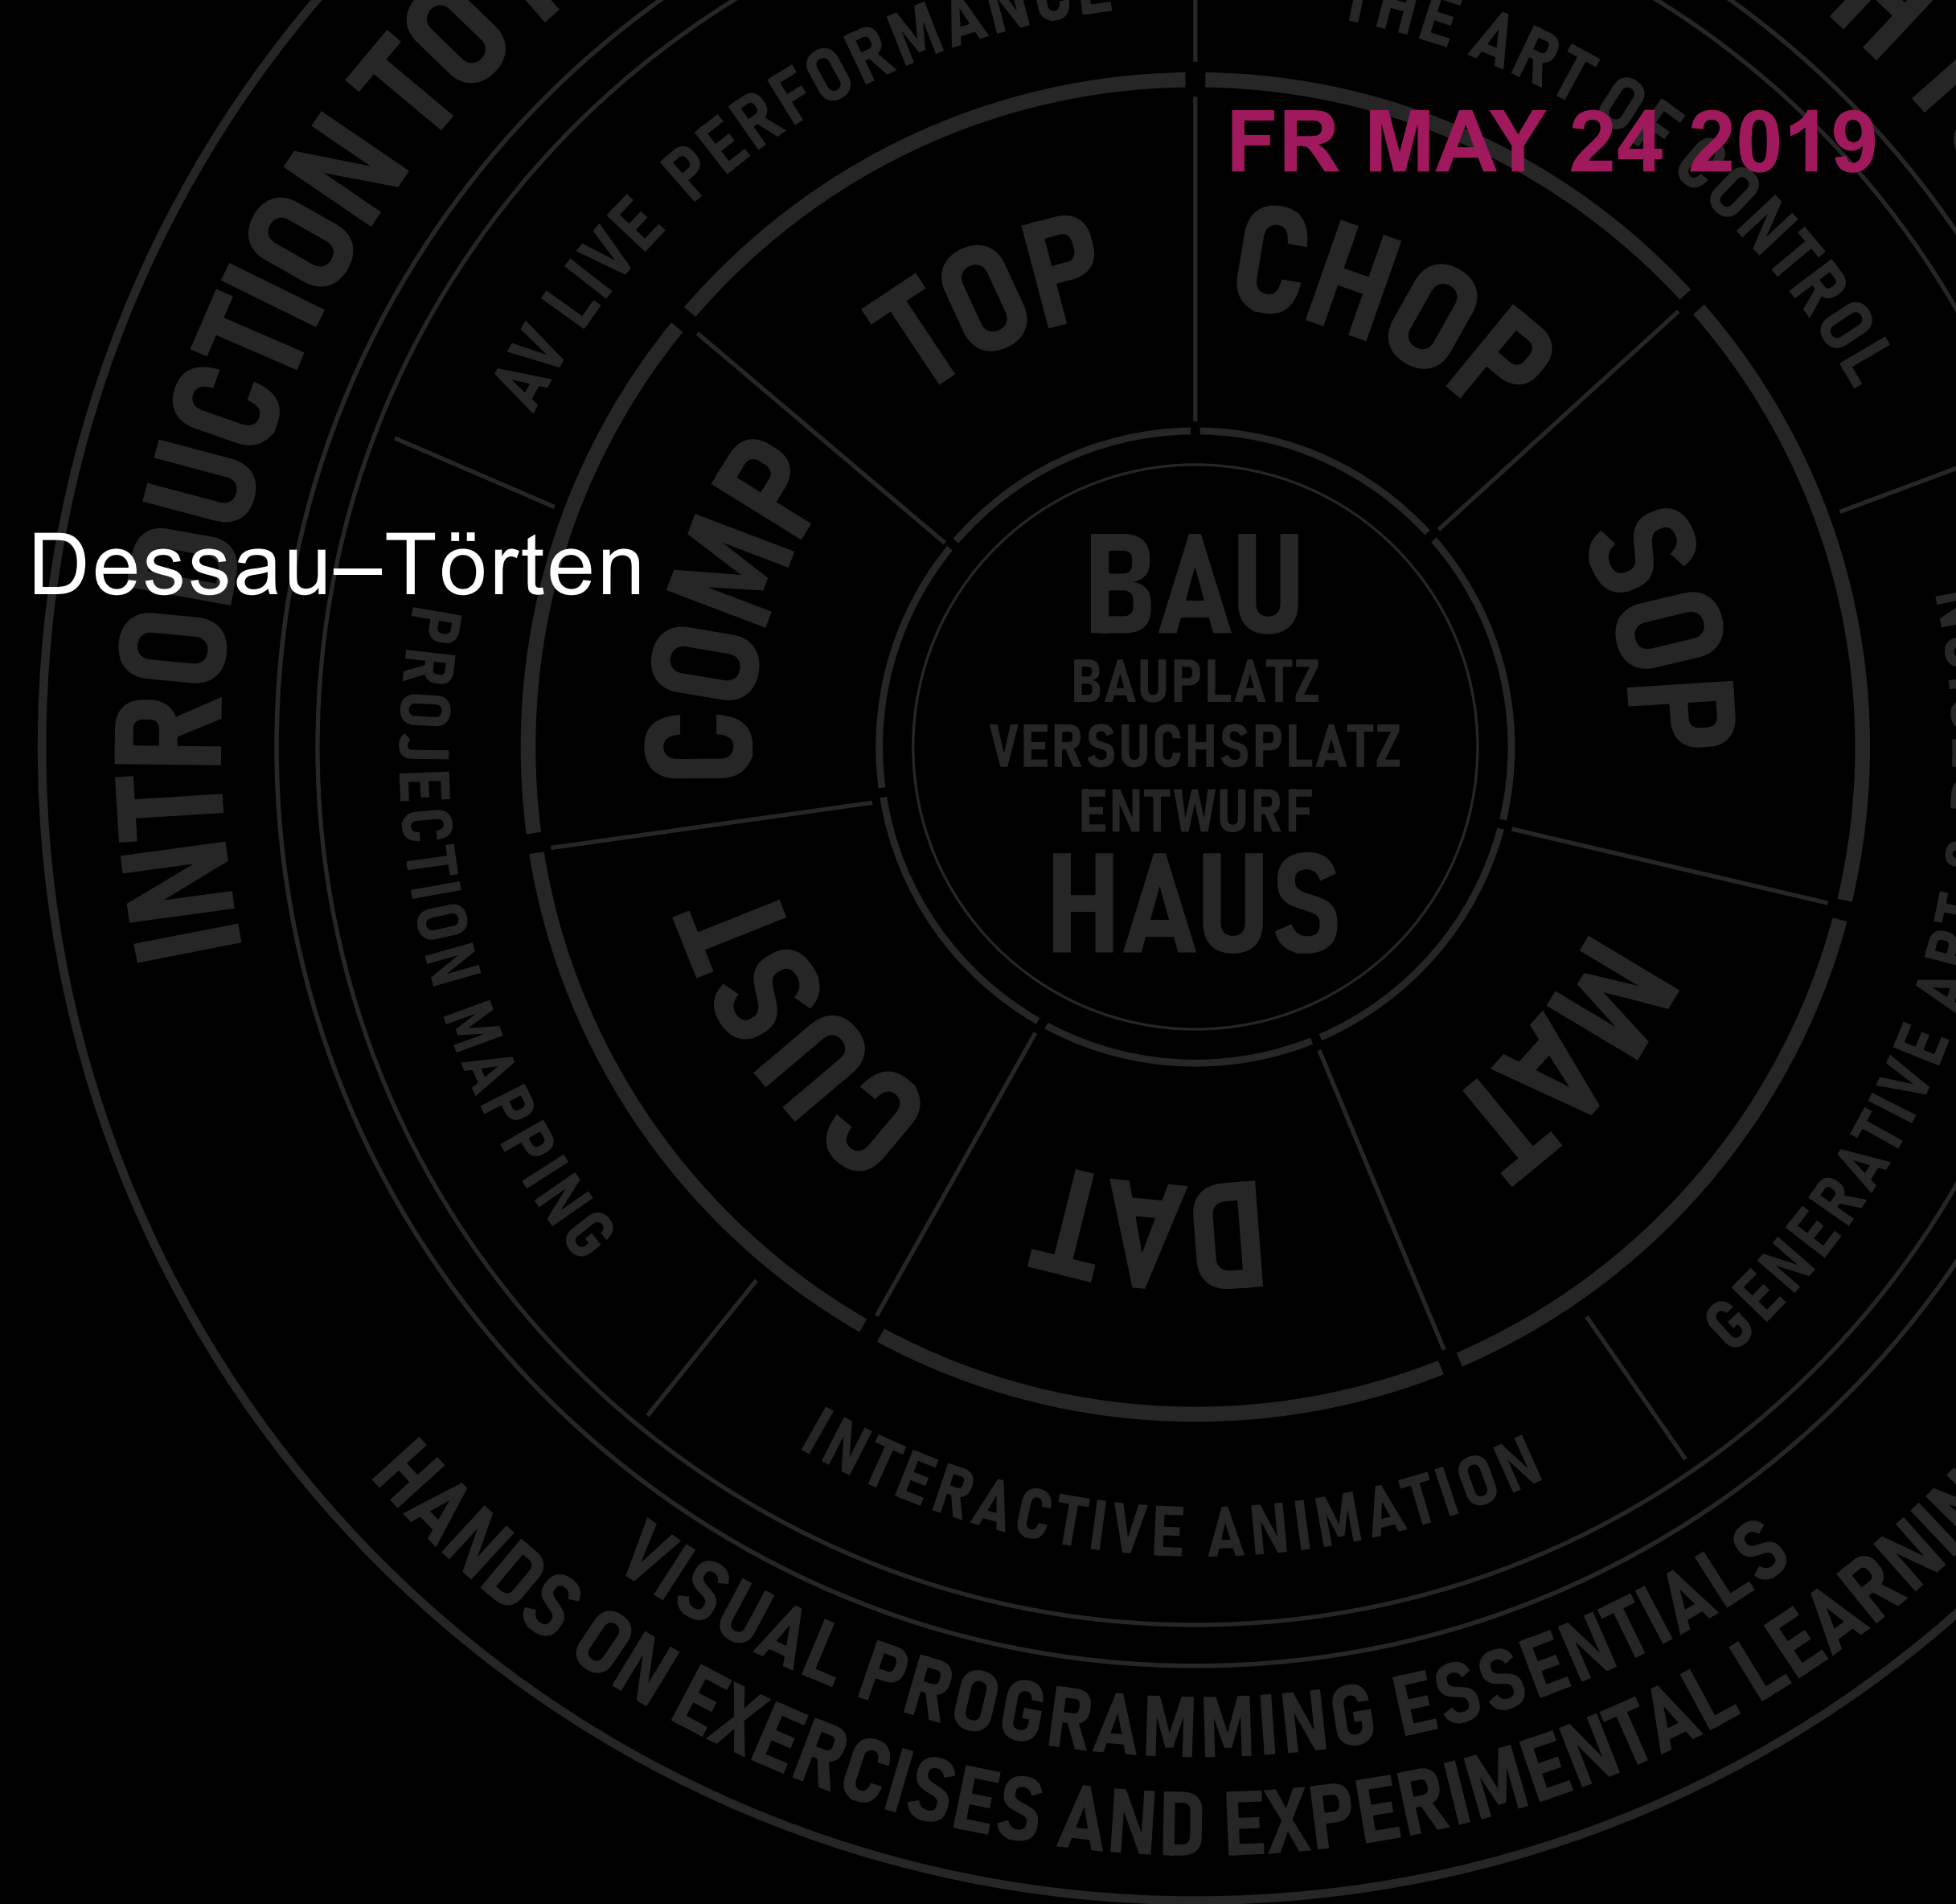 FR MAY 24 2019
Dessau–Törten
INTRODUCTION TO
AV LIVE PERFORMANCE
THE ART OF CONTROL
TOP
CHOP
SOP
MAT
DAT
CUST
COMP
BAU
BAUPLATZ
VERSUCHSPLATZ
ENTWURF
HAUS
PROJECTION MAPPING
INTERACTIVE ANIMATION
GENERATIVE ART
VISUAL PROGRAMMING ESSENTIALS
HANDS ON EXERCISES AND EXPERIMENTAL LEARNIN